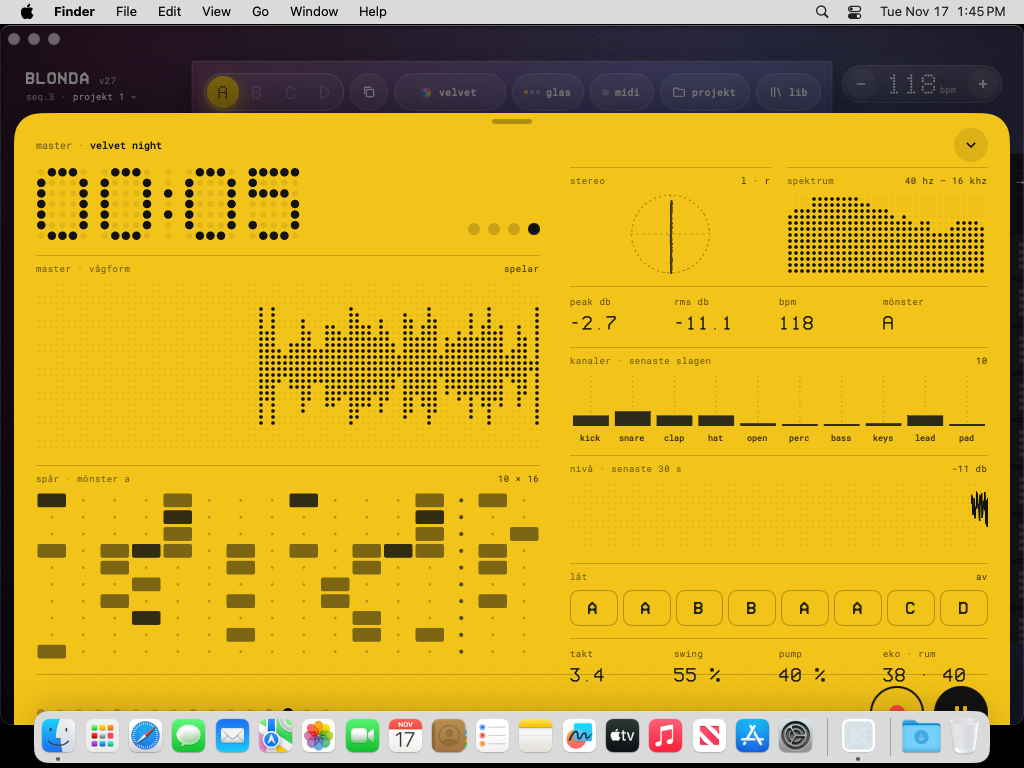 Finder File Edit View Go Window Help Tue Nov 17 1:45 PM
BLONDA v27
seq.3 · projekt 1
A B C D velvet glas midi projekt lib − 118 bpm +
master · velvet night
00:05
stereo l · r
spektrum 40 hz – 16 khz
master · vågform spelar
peak db rms db bpm mönster
-2.7 -11.1 118 A
kanaler · senaste slagen 10
kick snare clap hat open perc bass keys lead pad
nivå · senaste 30 s -11 db
spår · mönster a 10 × 16
låt av
A A B B A A C D
takt swing pump eko · rum
3.4 55 % 40 % 38 · 40
NOV
17
tv